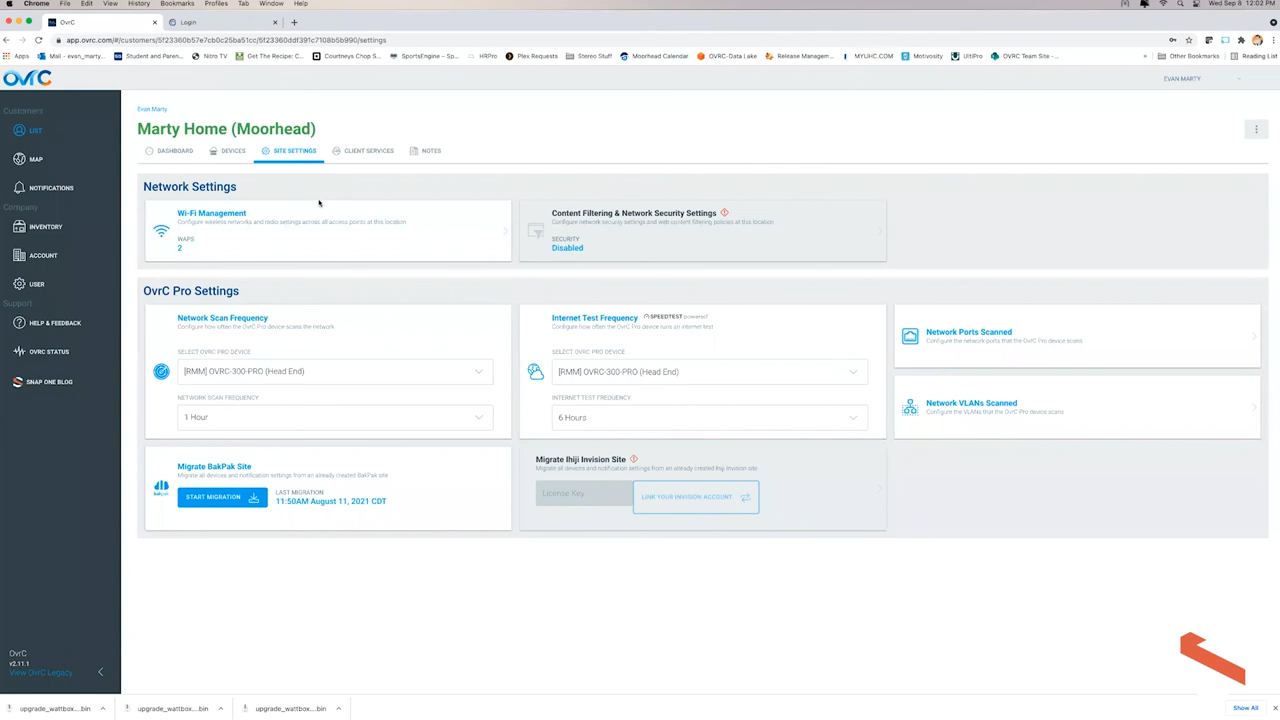 Chrome File Edit View History Bookmarks Profiles Tab Window Help Wed Sep 8 12:02 PM
OvrC Login
app.ovrc.com/#/customers/5f23360b57e7cb0c25ba51cc/5f23360ddf391c7108b5b990/settings
Apps Mail - evan_marty... Student and Paren... Nitro TV Get The Recipe: C... Courtneys Chop S... SportsEngine – Sp... HRPro Plex Requests Stereo Stuff Moorhead Calendar OVRC-Data Lake Release Managem... MYUHC.COM Motivosity UltiPro OVRC Team Site -... » Other Bookmarks Reading List
OvrC EVAN MARTY
Customers
LIST
MAP
NOTIFICATIONS
Company
INVENTORY
ACCOUNT
USER
Support
HELP & FEEDBACK
OVRC STATUS
SNAP ONE BLOG
OvrC
v2.11.1
View OvrC Legacy
Evan Marty
Marty Home (Moorhead)
DASHBOARD DEVICES SITE SETTINGS CLIENT SERVICES NOTES
Network Settings
Wi-Fi Management
Configure wireless networks and radio settings across all access points at this location
WAPS
2
Content Filtering & Network Security Settings
Configure network security settings and web content filtering policies at this location
SECURITY
Disabled
OvrC Pro Settings
Network Scan Frequency
Configure how often the OvrC Pro device scans the network
SELECT OVRC PRO DEVICE
[RMM] OVRC-300-PRO (Head End)
NETWORK SCAN FREQUENCY
1 Hour
Internet Test Frequency SPEEDTEST powered
Configure how often the OvrC Pro device runs an internet test
SELECT OVRC PRO DEVICE
[RMM] OVRC-300-PRO (Head End)
INTERNET TEST FREQUENCY
6 Hours
Network Ports Scanned
Configure the network ports that the OvrC Pro device scans
Network VLANs Scanned
Configure the VLANs that the OvrC Pro device scans
Migrate BakPak Site
Migrate all devices and notification settings from an already created BakPak site
bakpak
START MIGRATION
LAST MIGRATION
11:50AM August 11, 2021 CDT
Migrate Ihiji Invision Site
Migrate all devices and notification settings from an already created Ihiji Invision site
License Key
LINK YOUR INVISION ACCOUNT
upgrade_wattbox....bin upgrade_wattbox....bin upgrade_wattbox....bin Show All